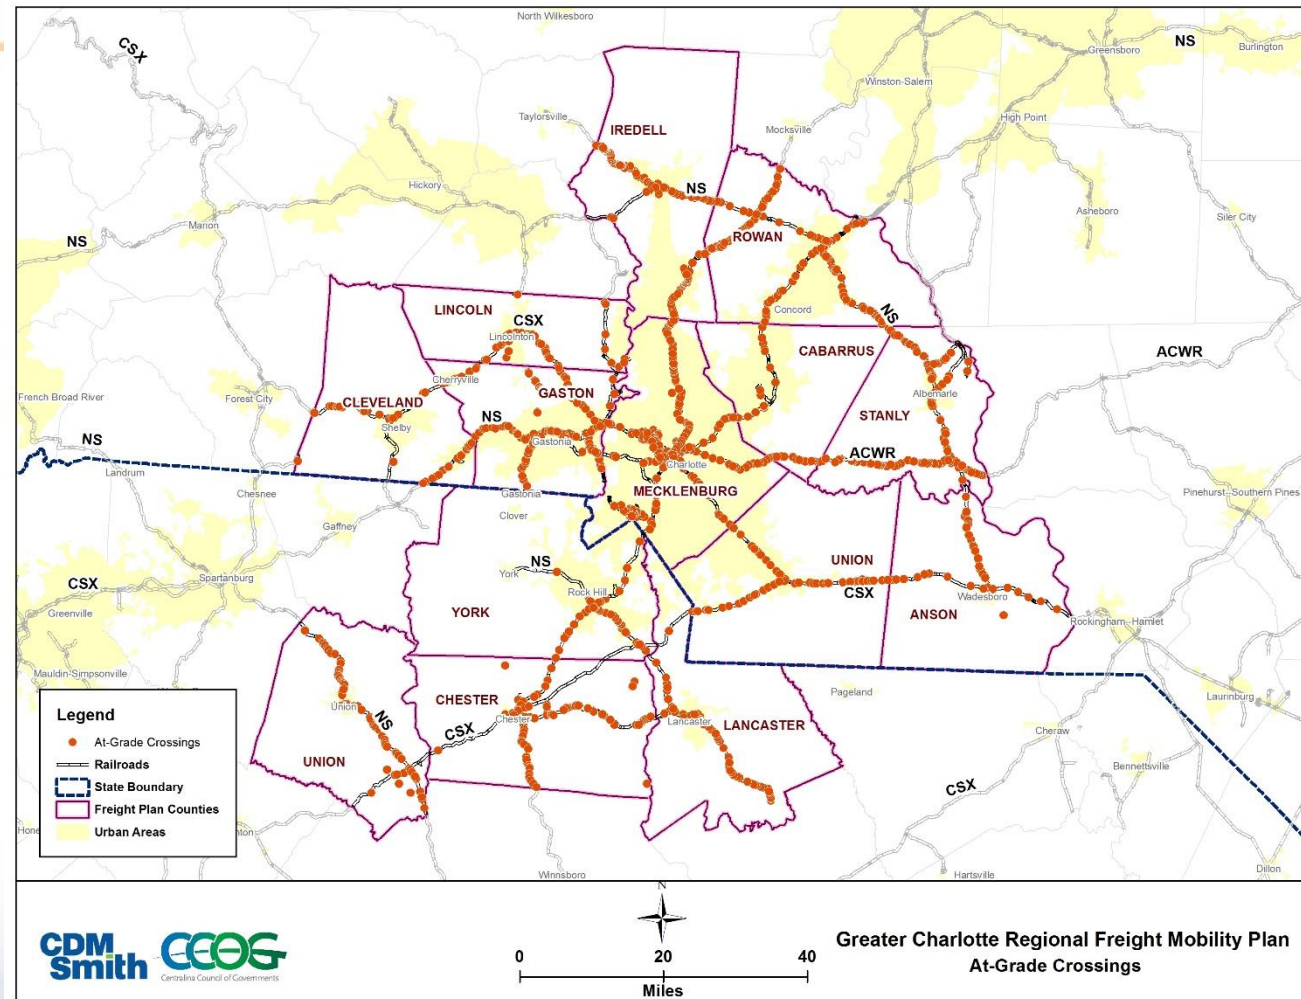 North Wilkesboro
CSX
Greensboro
NS
Burlington
Winston-Salem
Taylorsville
IREDELL
Mocksville
High Point
Hickory
NS
Asheboro
Siler City
Marion
NS
ROWAN
LINCOLN
CSX
Lincolnton
Concord
NS
CABARRUS
ACWR
Cherryville
GASTON
Albemarle
French Broad River
Forest City
CLEVELAND
Shelby
NS
STANLY
NS
Gastonia
ACWR
Landrum
Charlotte
Chesnee
Gastonia
MECKLENBURG
Pinehurst--Southern Pines
Clover
Gaffney
NS
UNION
CSX
Spartanburg
York
CSX
Greenville
Rock Hill
Wadesboro
YORK
ANSON
Rockingham--Hamlet
Mauldin-Simpsonville
Pageland
Laurinburg
CHESTER
Union
NS
Chester
Lancaster
LANCASTER
CSX
Cheraw
UNION
Bennettsville
CSX
Legend
At-Grade Crossings
Railroads
State Boundary
Freight Plan Counties
Urban Areas
Winnsboro
Hartsville
Dillon
N
CDM
Smith
CCOG
Centralina Council of Governments
0 20 40
Miles
Greater Charlotte Regional Freight Mobility Plan
At-Grade Crossings